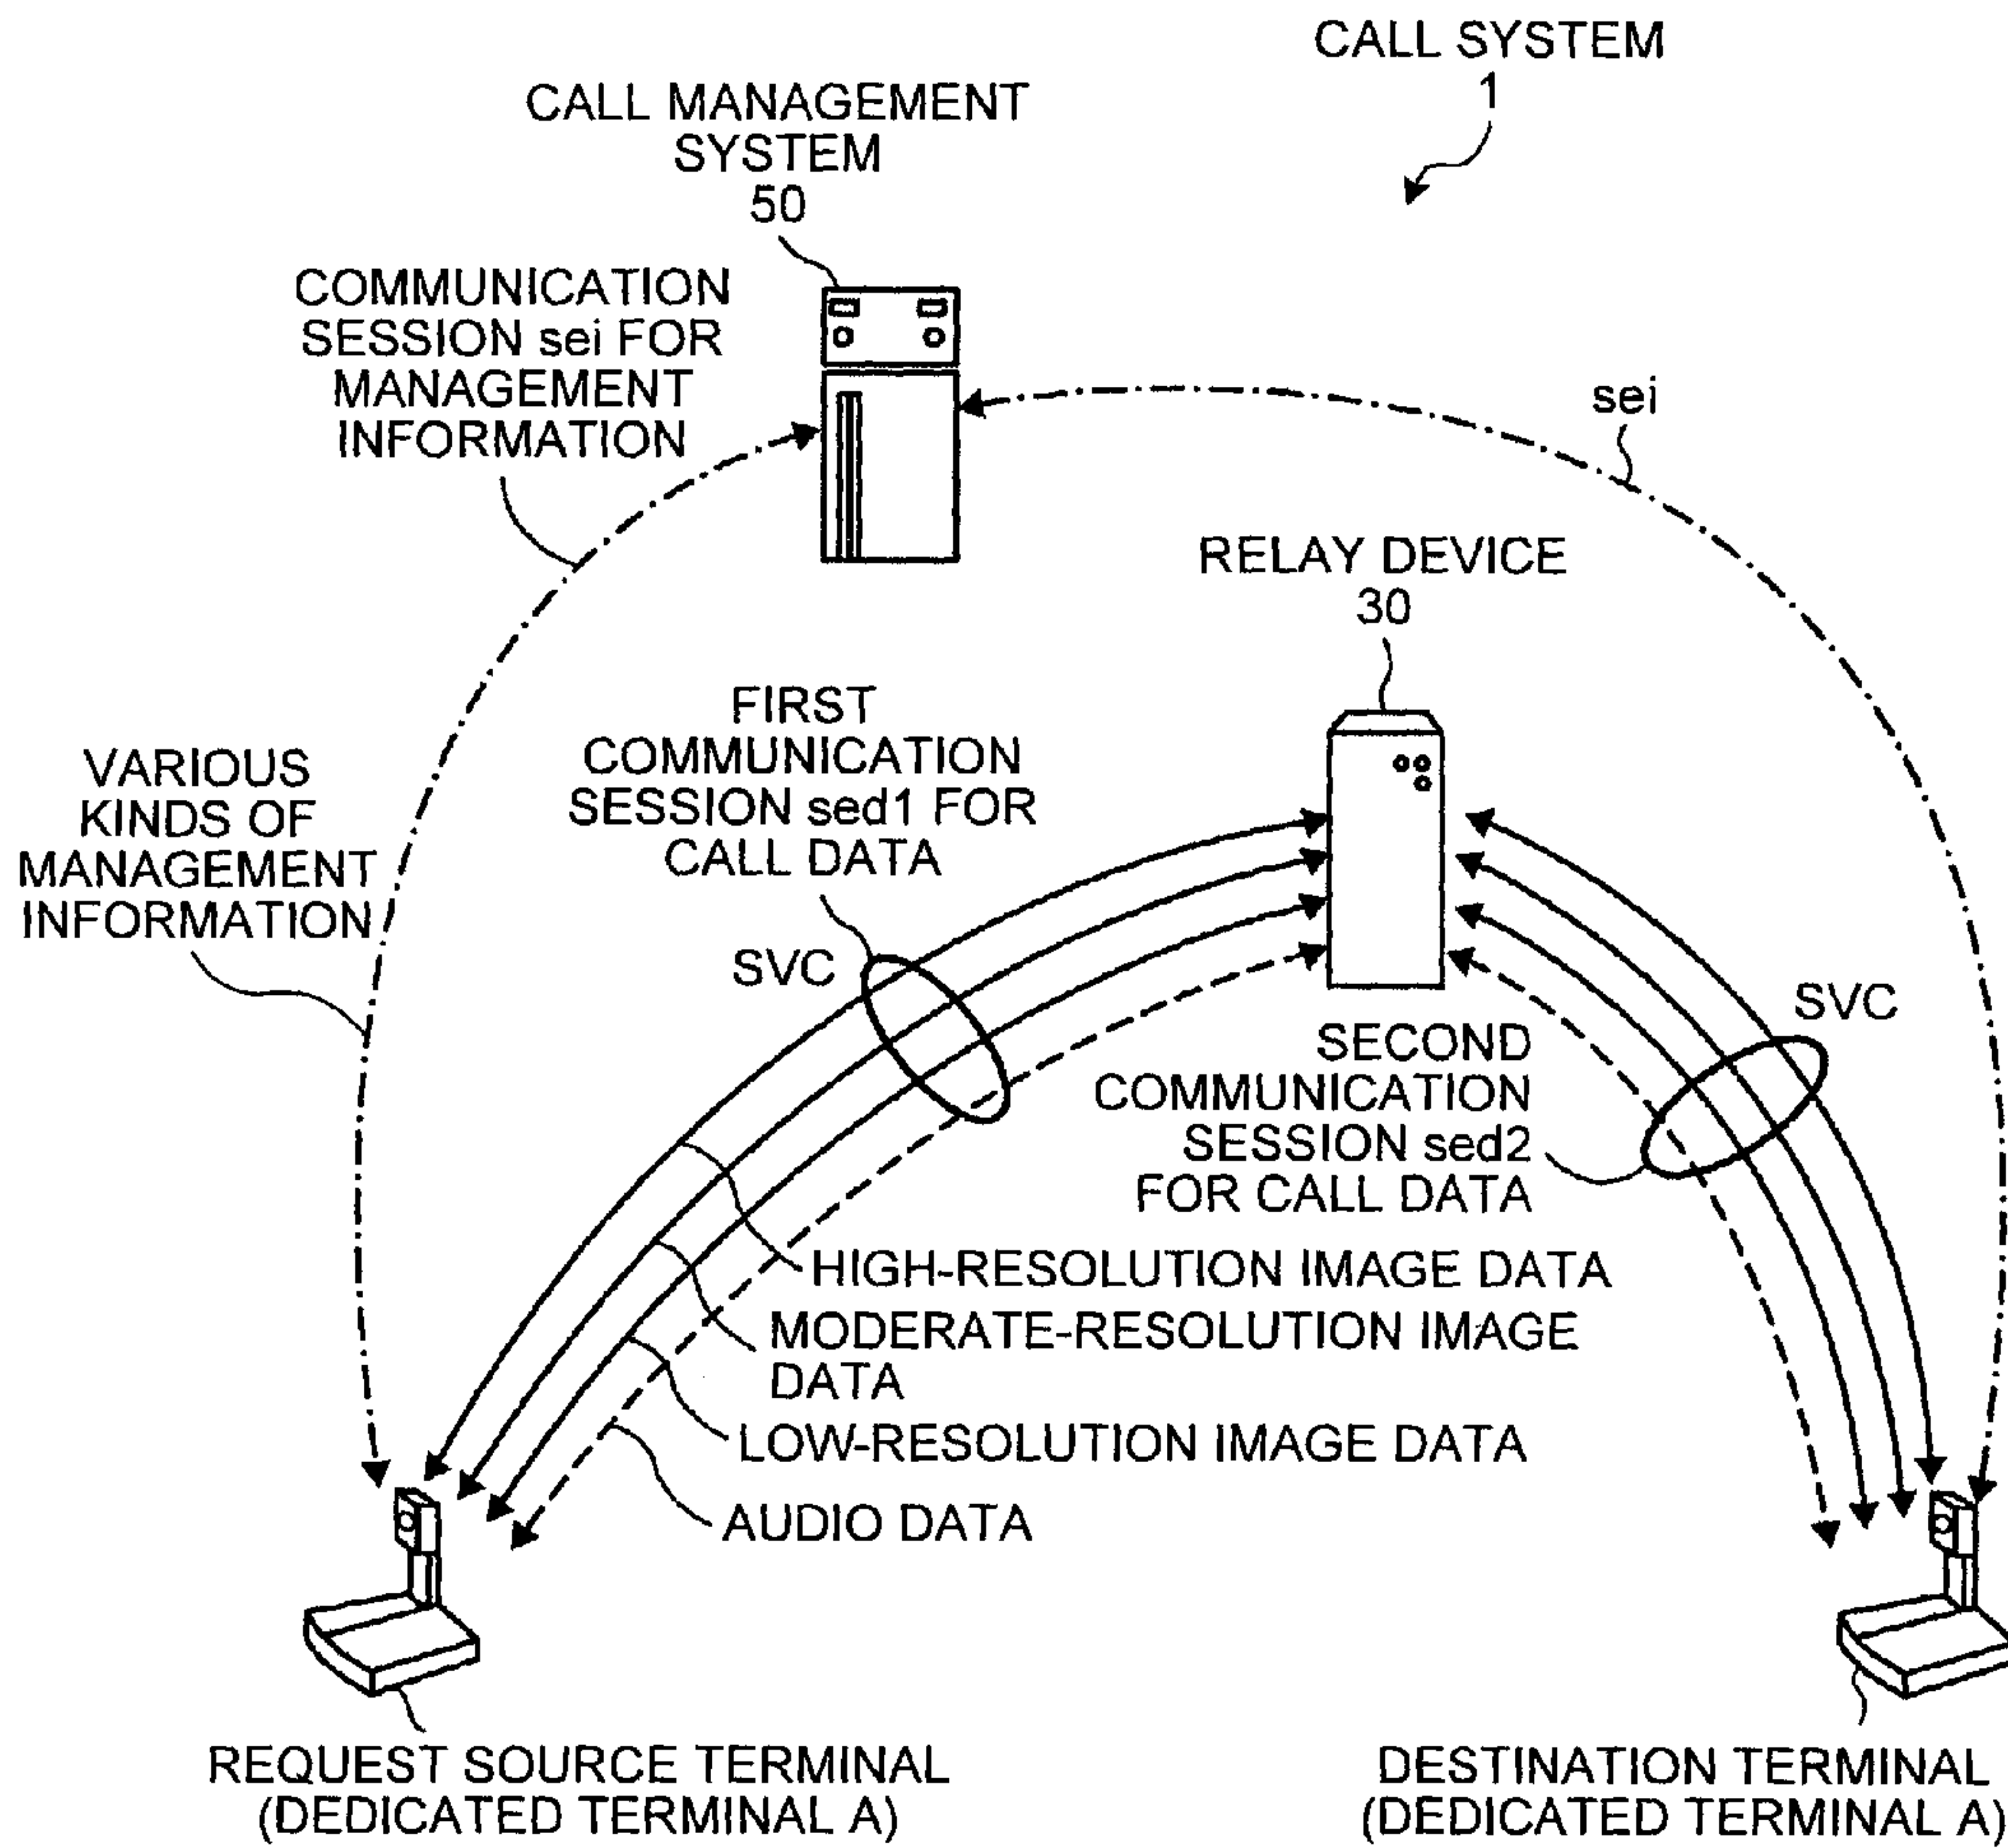 CALL SYSTEM
1
CALL MANAGEMENT
SYSTEM
50
COMMUNICATION
SESSION sei FOR
MANAGEMENT
INFORMATION
sei
RELAY DEVICE
30
FIRST
COMMUNICATION
SESSION sed1 FOR
CALL DATA
VARIOUS
KINDS OF
MANAGEMENT
INFORMATION
SVC
SVC
SECOND
COMMUNICATION
SESSION sed2
FOR CALL DATA
HIGH-RESOLUTION IMAGE DATA
MODERATE-RESOLUTION IMAGE
DATA
LOW-RESOLUTION IMAGE DATA
AUDIO DATA
REQUEST SOURCE TERMINAL
(DEDICATED TERMINAL A)
DESTINATION TERMINAL
(DEDICATED TERMINAL A)